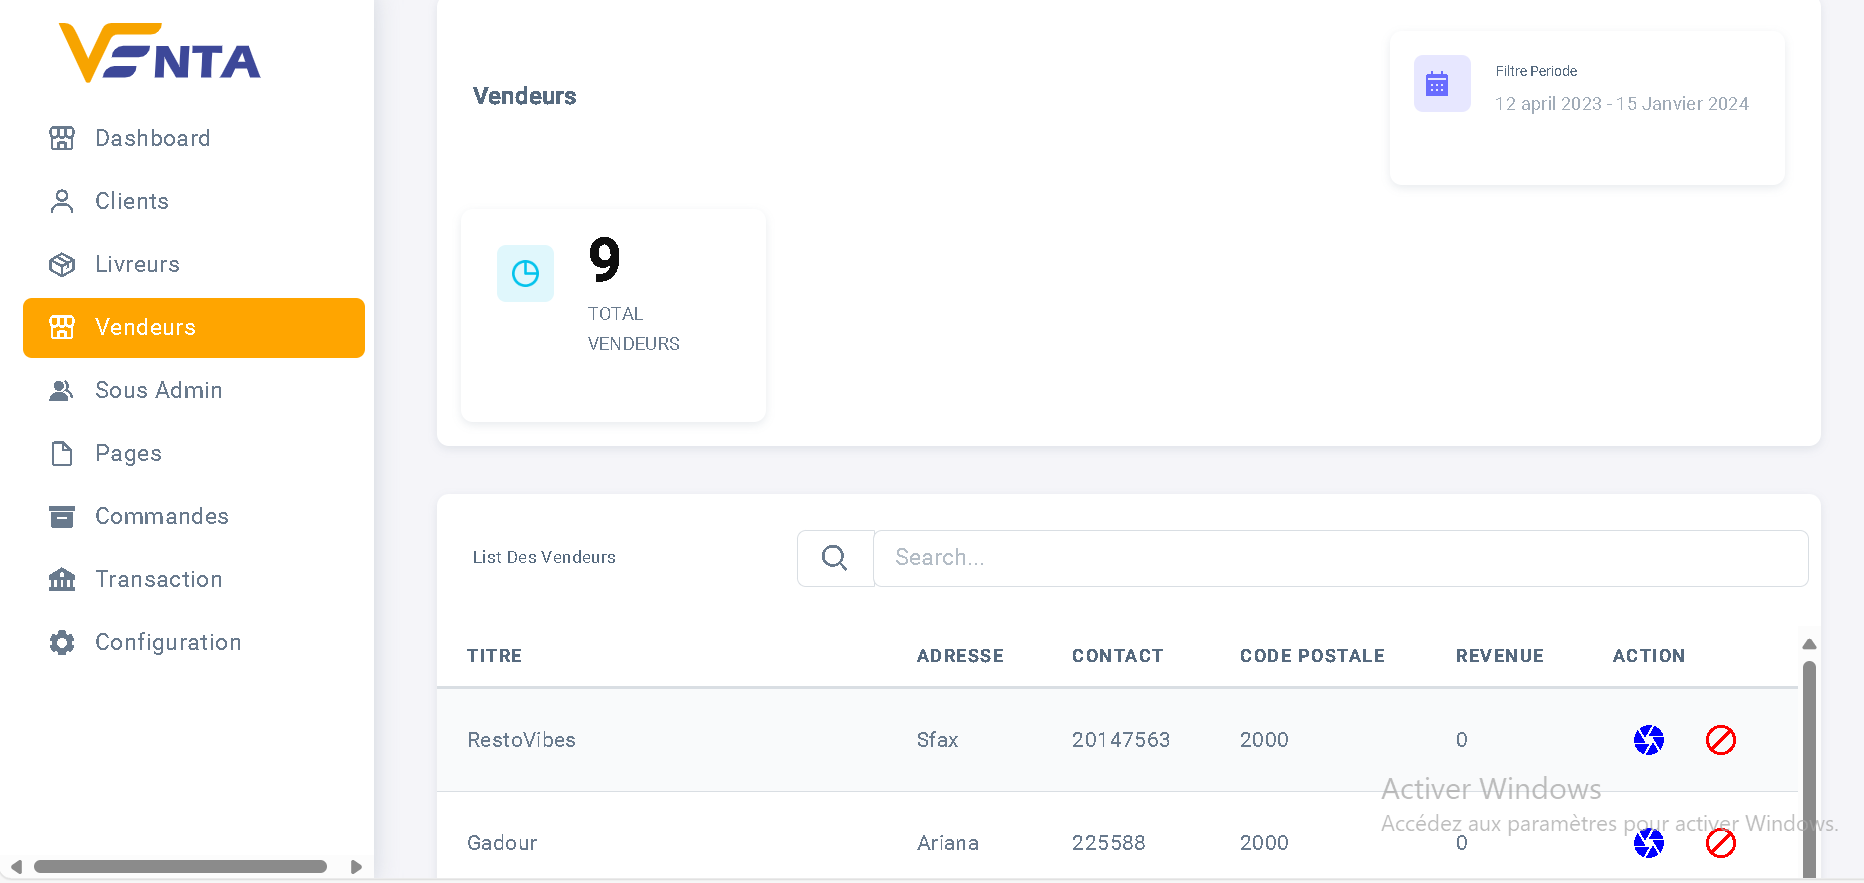 VENTA
Dashboard
Clients
Livreurs
Vendeurs
Sous Admin
Pages
Commandes
Transaction
Configuration
Vendeurs
Filtre Periode
12 april 2023 - 15 Janvier 2024
9
TOTAL
VENDEURS
List Des Vendeurs
Search...
TITRE ADRESSE CONTACT CODE POSTALE REVENUE ACTION
RestoVibes Sfax 20147563 2000 0
Gadour Ariana 225588 2000 0
Activer Windows
Accédez aux paramètres pour activer Windows.